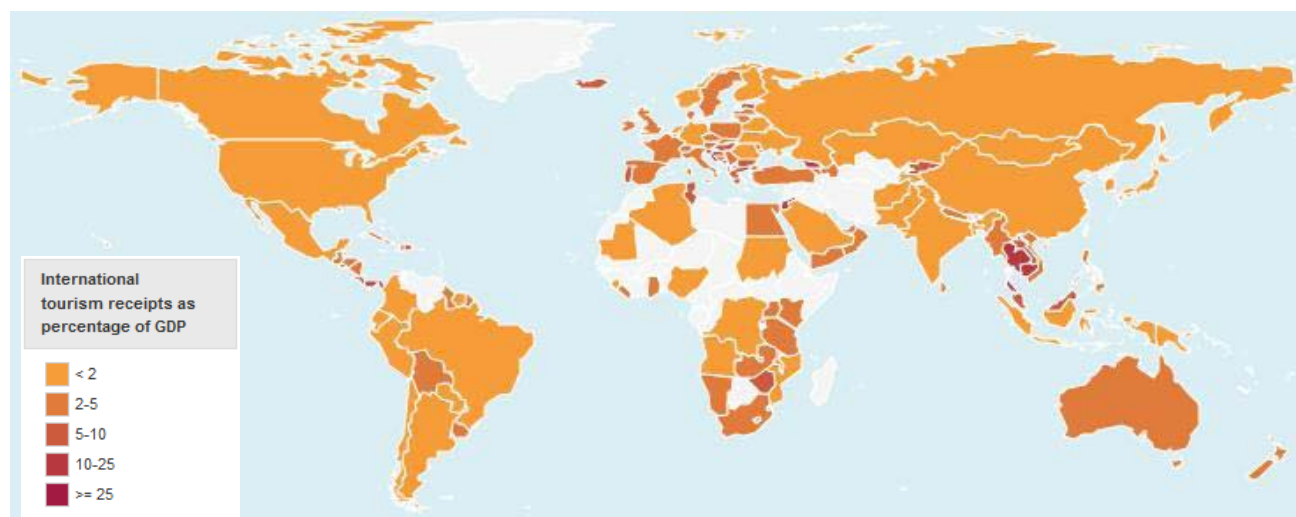 International
tourism receipts as
percentage of GDP
< 2
2-5
5-10
10-25
>= 25